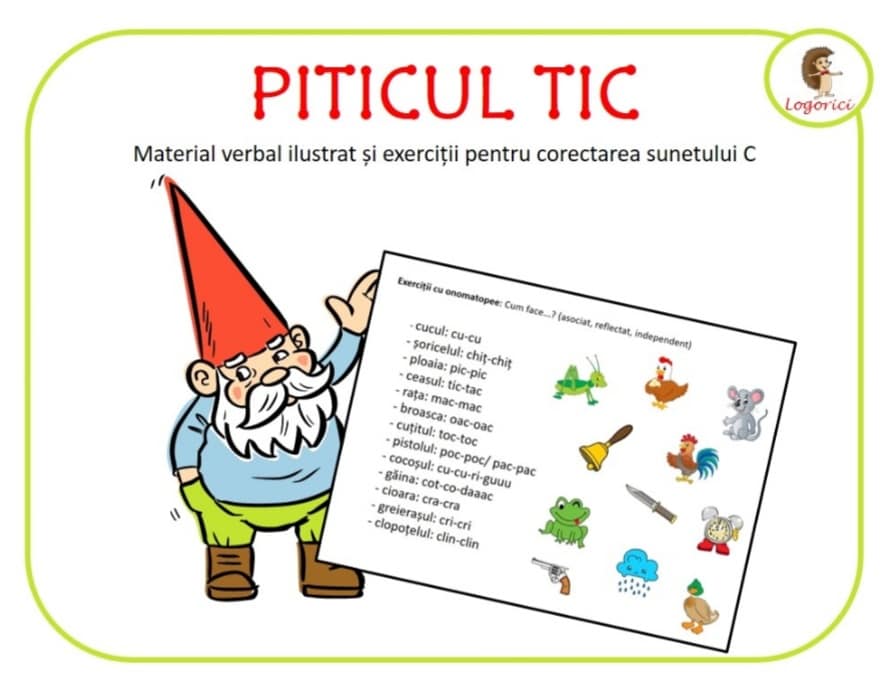 PITICUL TIC
Logorici
Material verbal ilustrat și exerciții pentru corectarea sunetului C
Exerciții cu onomatopee: Cum face...? (asociat, reflectat, independent)
- cucul: cu-cu
- șoricelul: chiț-chiț
- ploaia: pic-pic
- ceasul: tic-tac
- rața: mac-mac
- broasca: oac-oac
- cuțitul: toc-toc
- pistolul: poc-poc/ pac-pac
- cocoșul: cu-cu-ri-guuu
- găina: cot-co-daaac
- cioara: cra-cra
- greierașul: cri-cri
- clopoțelul: clin-clin